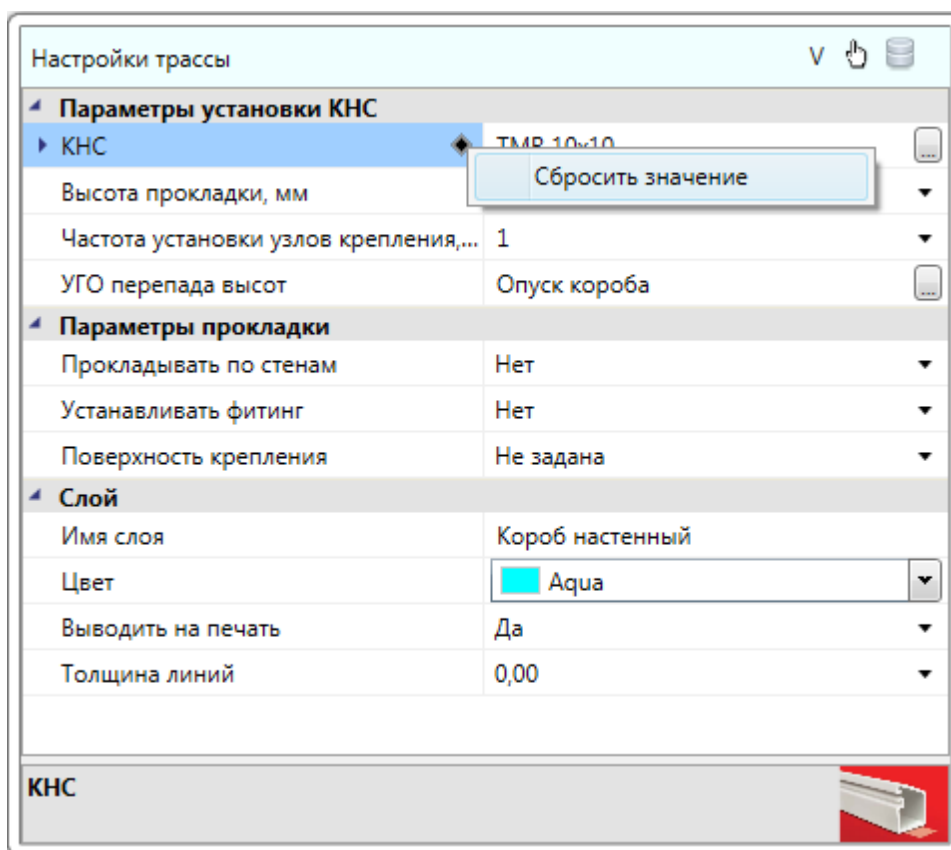 Настройки трассы V
Параметры установки КНС
КНС TMR 10x10 ...
Сбросить значение
Высота прокладки, мм
Частота установки узлов крепления,... 1
УГО перепада высот Опуск короба ...
Параметры прокладки
Прокладывать по стенам Нет
Устанавливать фитинг Нет
Поверхность крепления Не задана
Слой
Имя слоя Короб настенный
Цвет Aqua
Выводить на печать Да
Толщина линий 0,00
КНС